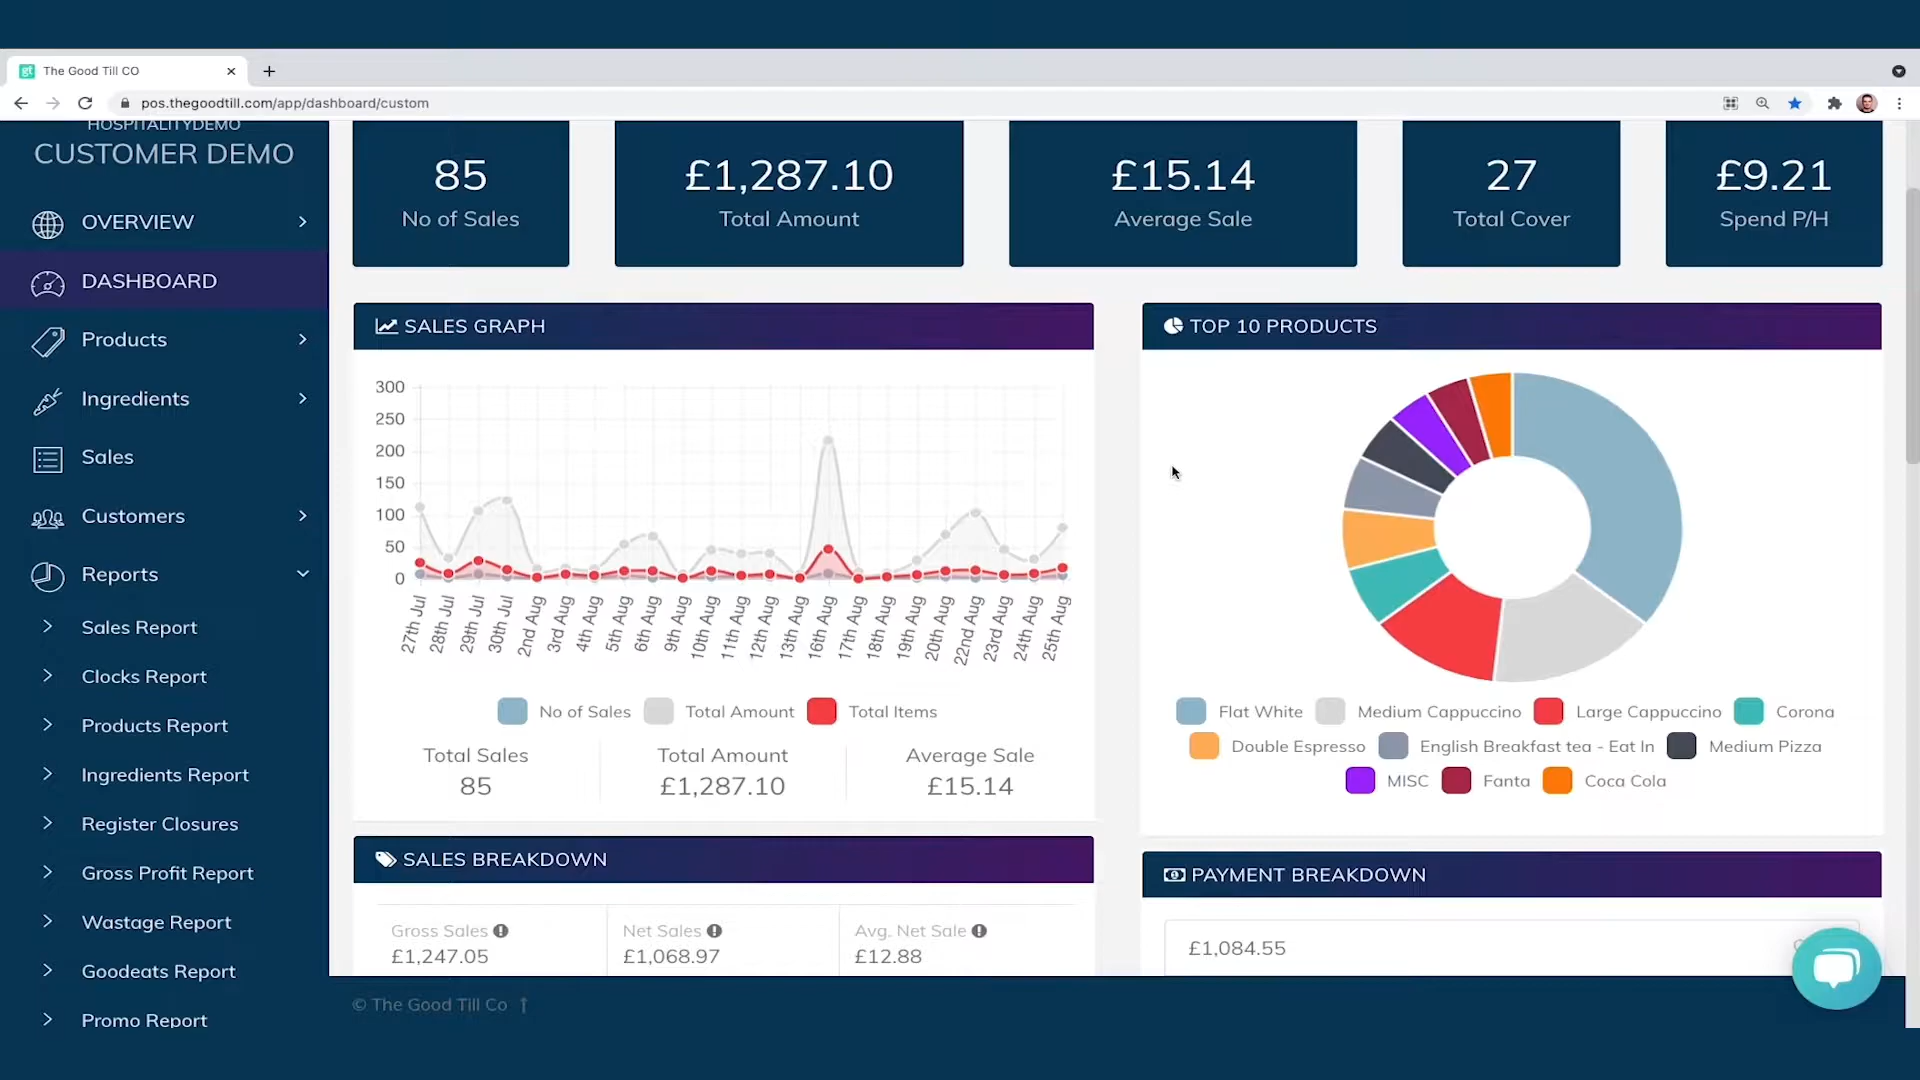 The Good Till CO
pos.thegoodtill.com/app/dashboard/custom
HOSPITALITYDEMO
CUSTOMER DEMO
OVERVIEW
DASHBOARD
Products
Ingredients
Sales
Customers
Reports
Sales Report
Clocks Report
Products Report
Ingredients Report
Register Closures
Gross Profit Report
Wastage Report
Goodeats Report
Promo Report
85
No of Sales
£1,287.10
Total Amount
£15.14
Average Sale
27
Total Cover
£9.21
Spend P/H
SALES GRAPH
300
250
200
150
100
50
0
27th Jul 28th Jul 29th Jul 30th Jul 2nd Aug 3rd Aug 4th Aug 5th Aug 6th Aug 9th Aug 10th Aug 11th Aug 12th Aug 13th Aug 16th Aug 17th Aug 18th Aug 19th Aug 20th Aug 22nd Aug 23rd Aug 24th Aug 25th Aug
No of Sales Total Amount Total Items
Total Sales
85
Total Amount
£1,287.10
Average Sale
£15.14
TOP 10 PRODUCTS
Flat White Medium Cappuccino Large Cappuccino Corona
Double Espresso English Breakfast tea - Eat In Medium Pizza
MISC Fanta Coca Cola
SALES BREAKDOWN
Gross Sales
£1,247.05
Net Sales
£1,068.97
Avg. Net Sale
£12.88
PAYMENT BREAKDOWN
£1,084.55
© The Good Till Co